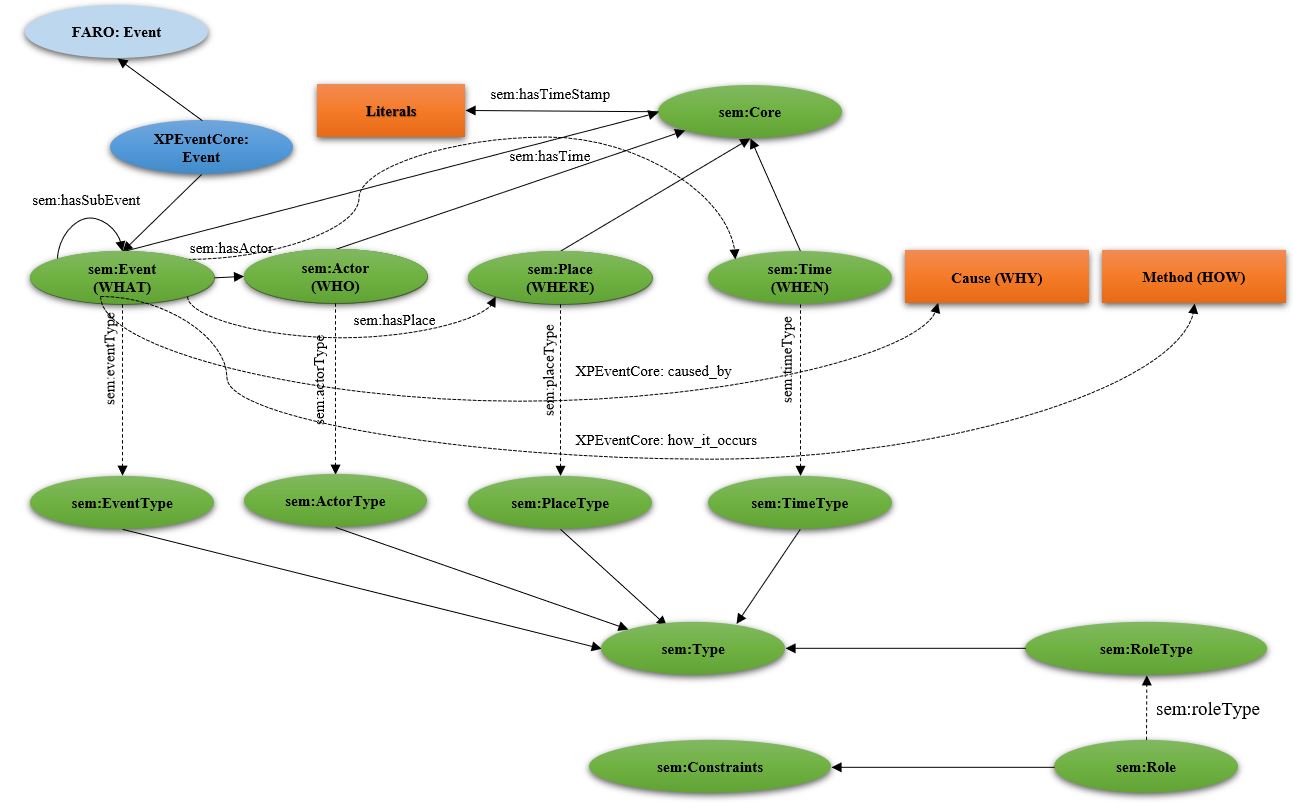 FARO: Event
Literals
sem:hasTimeStamp
sem:Core
XPEventCore:
Event
sem:hasTime
sem:hasSubEvent
sem:hasActor
sem:Event
(WHAT)
sem:Actor
(WHO)
sem:Place
(WHERE)
sem:Time
(WHEN)
Cause (WHY)
Method (HOW)
sem:hasPlace
sem:eventType
sem:actorType
sem:placeType
sem:timeType
XPEventCore: caused_by
XPEventCore: how_it_occurs
sem:EventType
sem:ActorType
sem:PlaceType
sem:TimeType
sem:Type
sem:RoleType
sem:roleType
sem:Constraints
sem:Role